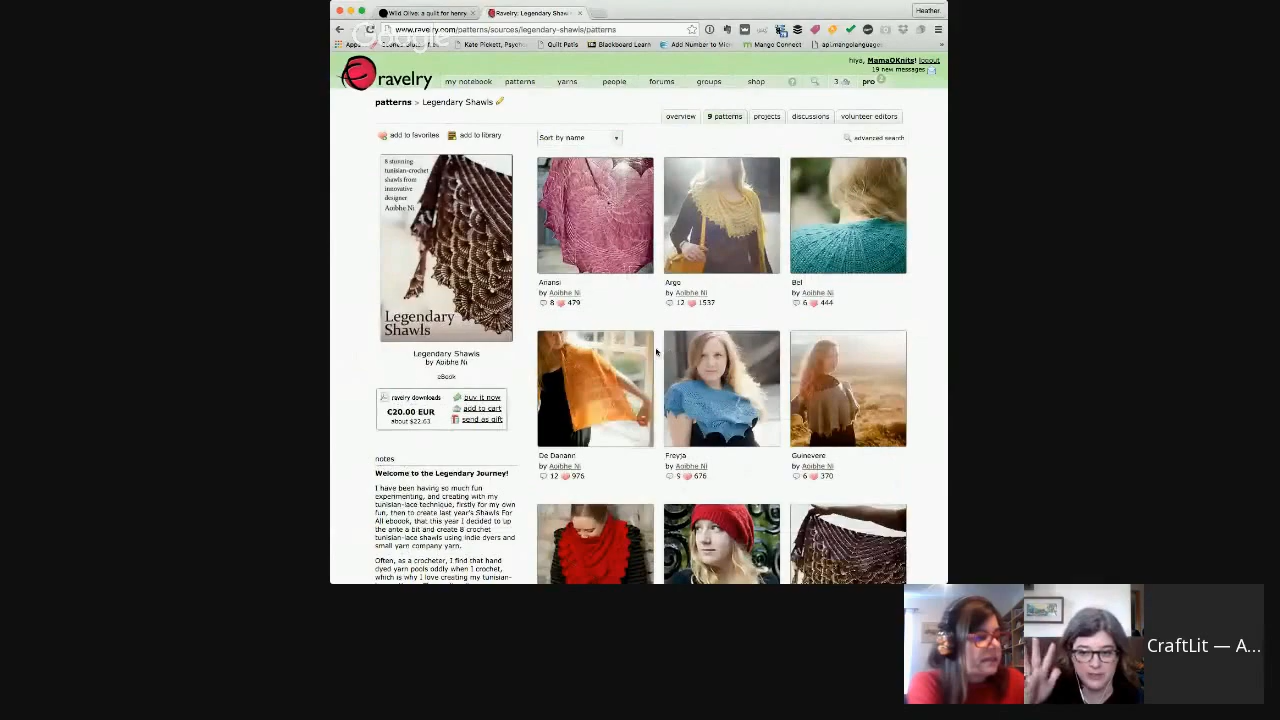 Wild Olive: a quilt for henry
Ravelry: Legendary Shawl
Heather
www.ravelry.com/patterns/sources/legendary-shawls/patterns
Google
Apps
Kate Pickett, Psych
Quilt Patis
Blackboard Learn
Add Number to Mich
Mango Connect
api.mangolanguages
ravelry
my notebook
patterns
yarns
people
forums
groups
shop
3
pro 2
hiya, MamaOKnits! logout
19 new messages
patterns » Legendary Shawls
overview
9 patterns
projects
discussions
volunteer editors
add to favorites
add to library
Sort by name
advanced search
8 stunning
tunisian-crochet
shawls from
innovative
designer
Aoibhe Ni
Legendary
Shawls
Legendary Shawls
by Aoibhe Ni
eBook
ravelry downloads
€20.00 EUR
about $22.63
buy it now
add to cart
send as gift
notes
Welcome to the Legendary Journey!
I have been having so much fun
experimenting, and creating with my
tunisian-lace technique, firstly for my own
fun, then to create last year's Shawls For
All eboook, that this year I decided to up
the ante a bit and create 8 crochet
tunisian-lace shawls using indie dyers and
small yarn company yarn.
Often, as a crocheter, I find that hand
dyed yarn pools oddly when I crochet,
which is why I love creating my tunisian-
Anansi
by Aoibhe Ni
8 479
Argo
by Aoibhe Ni
12 1537
Bel
by Aoibhe Ni
6 444
De Danann
by Aoibhe Ni
12 976
Freyja
by Aoibhe Ni
9 676
Guinevere
by Aoibhe Ni
6 370
CraftLit — A...